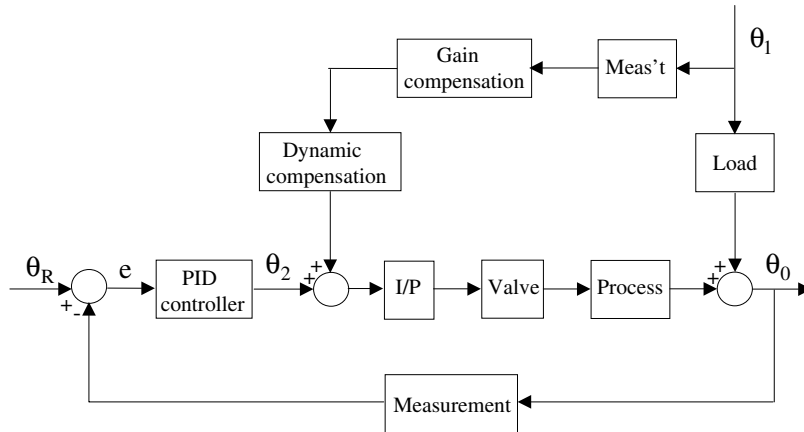 θ1
Gain
compensation
Meas't
Dynamic
compensation
Load
θR
+
-
e
PID
controller
θ2
+
+
I/P
Valve
Process
+
+
θ0
Measurement